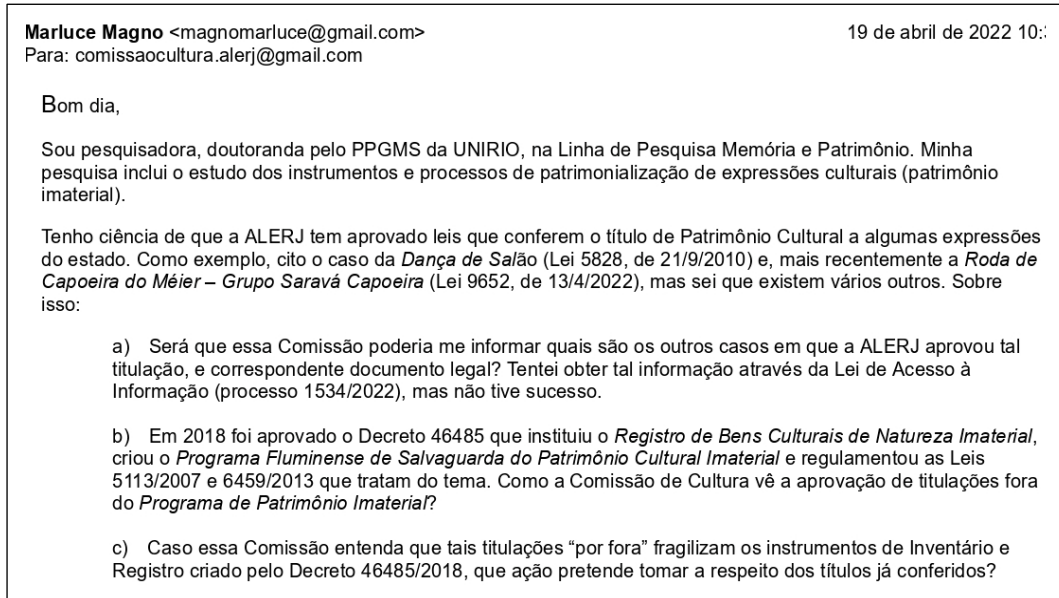 Marluce Magno <magnomarluce@gmail.com> 19 de abril de 2022 10:
Para: comissaocultura.alerj@gmail.com
Bom dia,
Sou pesquisadora, doutoranda pelo PPGMS da UNIRIO, na Linha de Pesquisa Memória e Patrimônio. Minha
pesquisa inclui o estudo dos instrumentos e processos de patrimonialização de expressões culturais (patrimônio
imaterial).
Tenho ciência de que a ALERJ tem aprovado leis que conferem o título de Patrimônio Cultural a algumas expressões
do estado. Como exemplo, cito o caso da Dança de Salão (Lei 5828, de 21/9/2010) e, mais recentemente a Roda de
Capoeira do Méier – Grupo Saravá Capoeira (Lei 9652, de 13/4/2022), mas sei que existem vários outros. Sobre
isso:
a) Será que essa Comissão poderia me informar quais são os outros casos em que a ALERJ aprovou tal
titulação, e correspondente documento legal? Tentei obter tal informação através da Lei de Acesso à
Informação (processo 1534/2022), mas não tive sucesso.
b) Em 2018 foi aprovado o Decreto 46485 que instituiu o Registro de Bens Culturais de Natureza Imaterial,
criou o Programa Fluminense de Salvaguarda do Patrimônio Cultural Imaterial e regulamentou as Leis
5113/2007 e 6459/2013 que tratam do tema. Como a Comissão de Cultura vê a aprovação de titulações fora
do Programa de Patrimônio Imaterial?
c) Caso essa Comissão entenda que tais titulações “por fora” fragilizam os instrumentos de Inventário e
Registro criado pelo Decreto 46485/2018, que ação pretende tomar a respeito dos títulos já conferidos?